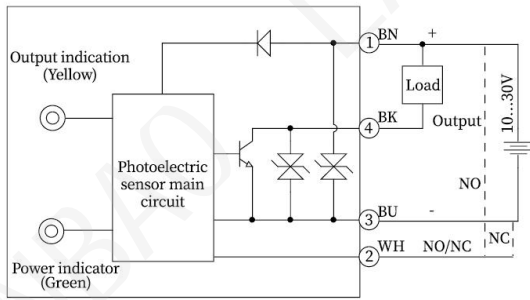 1 BN +
Output indication
(Yellow)
Load
10...30V
4 BK Output
Photoelectric
sensor main
circuit
NO
3 BU -
NC
2 WH NO/NC
Power indicator
(Green)